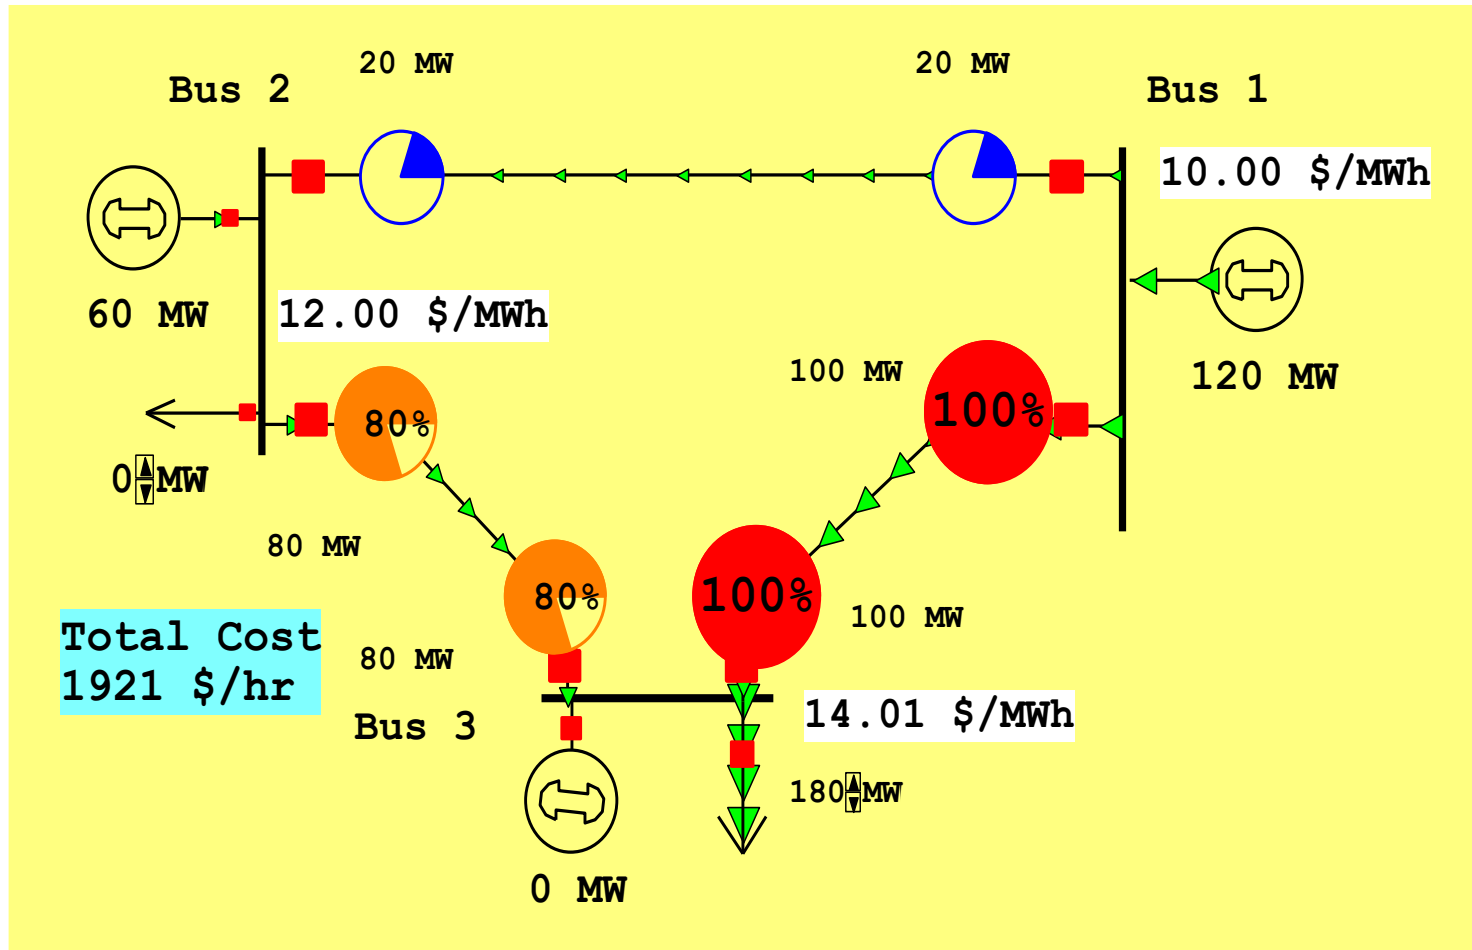 20 MW
20 MW
Bus 2
Bus 1
10.00 $/MWh
60 MW
12.00 $/MWh
120 MW
100 MW
100%
80%
0 MW
80 MW
80%
100%
100 MW
Total Cost
1921 $/hr
80 MW
Bus 3
14.01 $/MWh
180 MW
0 MW